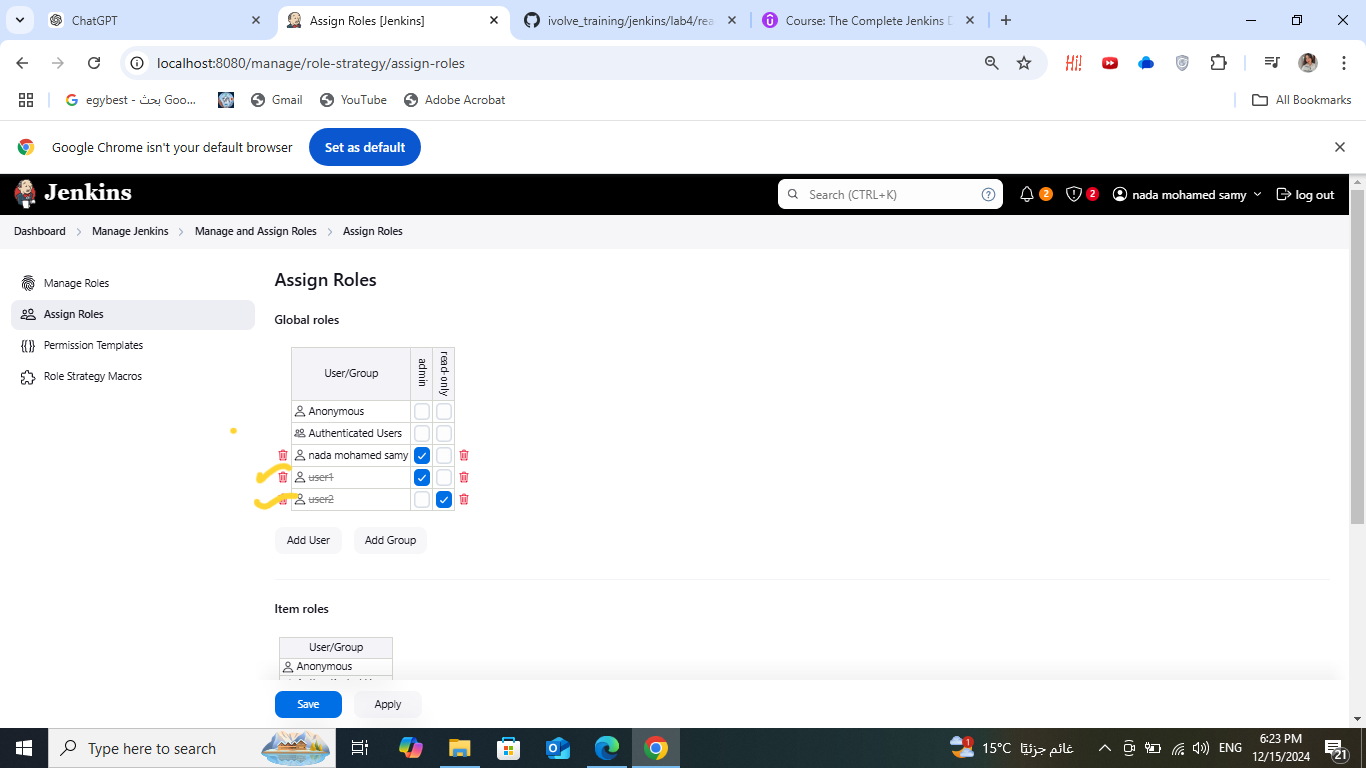 ChatGPT
Assign Roles [Jenkins]
ivolve_training/jenkins/lab4/rea
Course: The Complete Jenkins D
localhost:8080/manage/role-strategy/assign-roles
egybest - بحث Goo...
Gmail
YouTube
Adobe Acrobat
All Bookmarks
Google Chrome isn't your default browser
Set as default
Jenkins
Search (CTRL+K)
?
2
2
nada mohamed samy
log out
Dashboard
Manage Jenkins
Manage and Assign Roles
Assign Roles
Manage Roles
Assign Roles
Permission Templates
Role Strategy Macros
Assign Roles
Global roles
User/Group
admin
read-only
Anonymous
Authenticated Users
nada mohamed samy
user1
user2
Add User
Add Group
Item roles
User/Group
Anonymous
Save
Apply
Type here to search
1
15°C
غائم جزئيًا
ENG
6:23 PM
12/15/2024
21